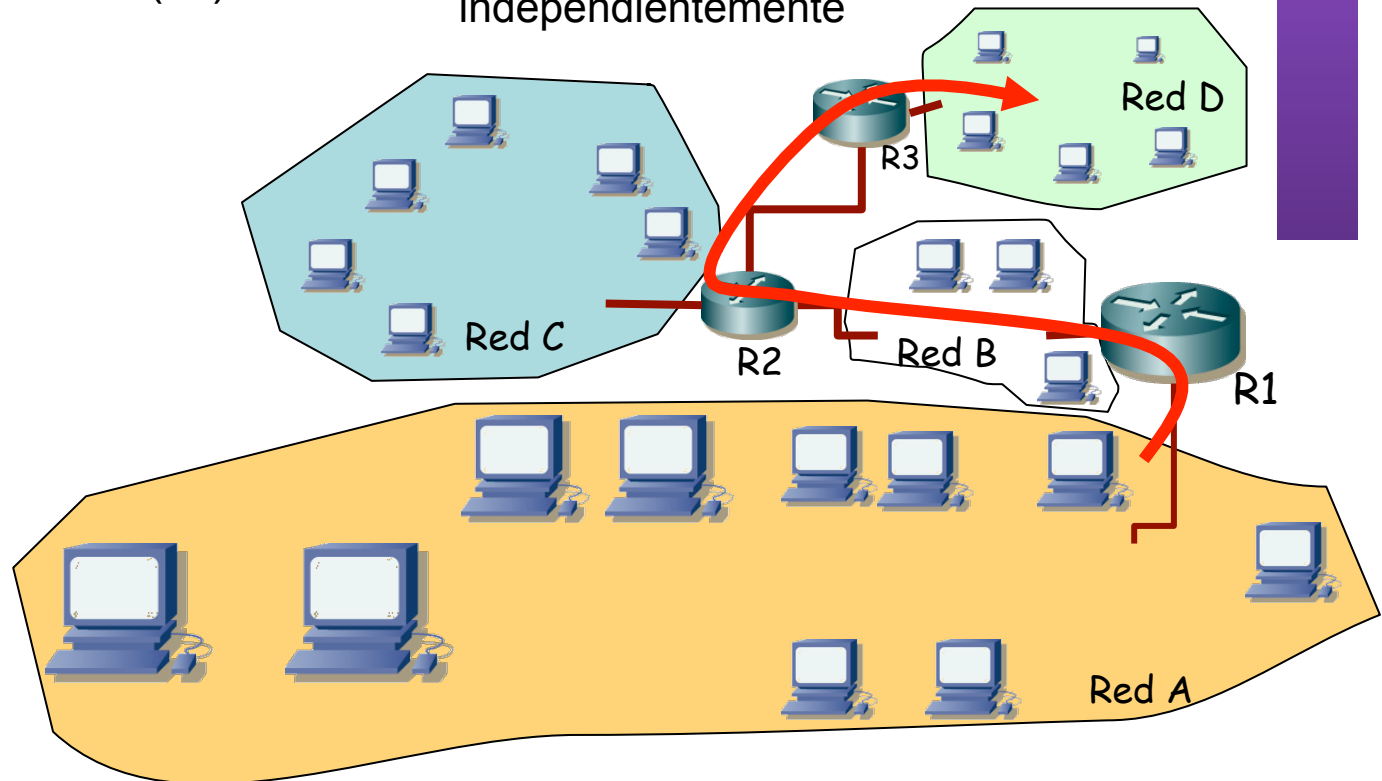 independientemente
Red D
R3
Red C
R2
Red B
R1
Red A